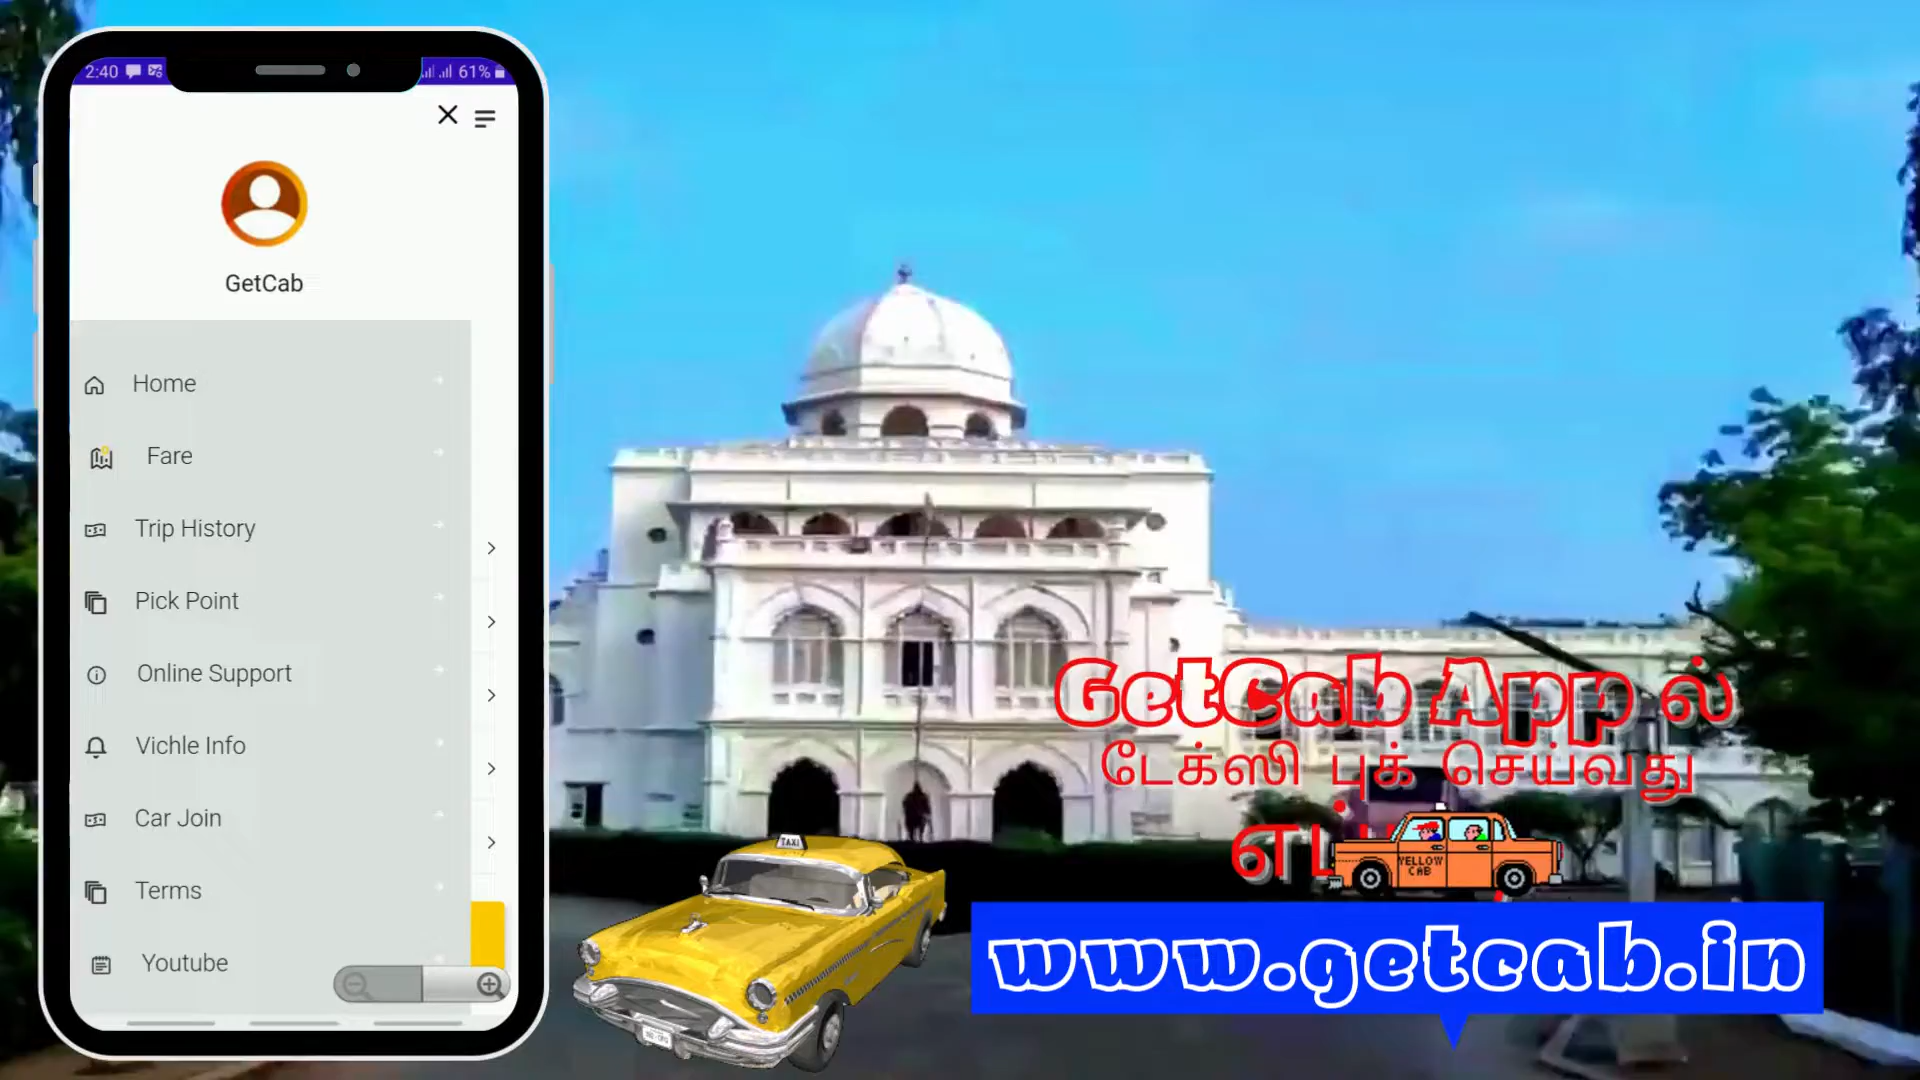 2:40
61%
GetCab
Home
Fare
Trip History
Pick Point
Online Support
Vichle Info
Car Join
Terms
Youtube
GetCab App ல்
டேக்ஸி புக் செய்வது
TAXI
YELLOW
CAB
www.getcab.in